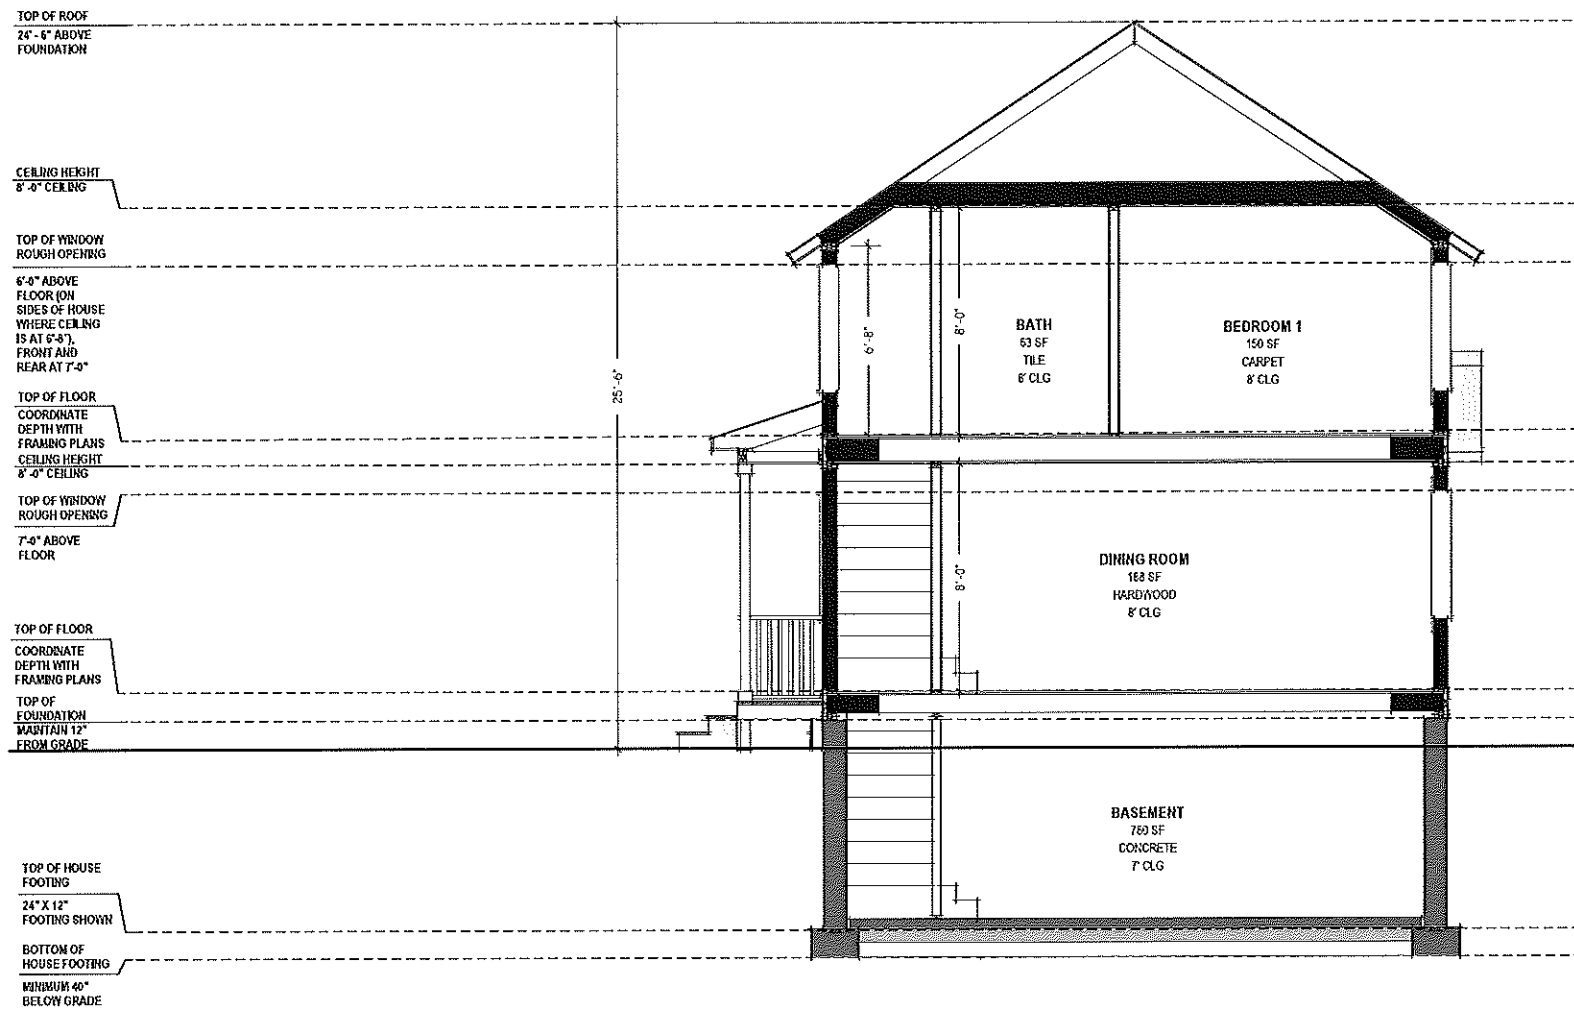 TOP OF ROOF
24' - 6" ABOVE
FOUNDATION
CEILING HEIGHT
8' -0" CEILING
TOP OF WINDOW
ROUGH OPENING
6'-0" ABOVE
FLOOR (ON
SIDES OF HOUSE
WHERE CEILING
IS AT 6'-8"),
FRONT AND
REAR AT 7'-0"
TOP OF FLOOR
COORDINATE
DEPTH WITH
FRAMING PLANS
CEILING HEIGHT
8' -0" CEILING
TOP OF WINDOW
ROUGH OPENING
7'-0" ABOVE
FLOOR
TOP OF FLOOR
COORDINATE
DEPTH WITH
FRAMING PLANS
TOP OF
FOUNDATION
MAINTAIN 12"
FROM GRADE
TOP OF HOUSE
FOOTING
24" X 12"
FOOTING SHOWN
BOTTOM OF
HOUSE FOOTING
MINIMUM 40"
BELOW GRADE
25'-6"
6'-8"
8'-0"
BATH
63 SF
TILE
8' CLG
BEDROOM 1
150 SF
CARPET
8' CLG
8'-0"
DINING ROOM
168 SF
HARDWOOD
8' CLG
BASEMENT
780 SF
CONCRETE
7' CLG